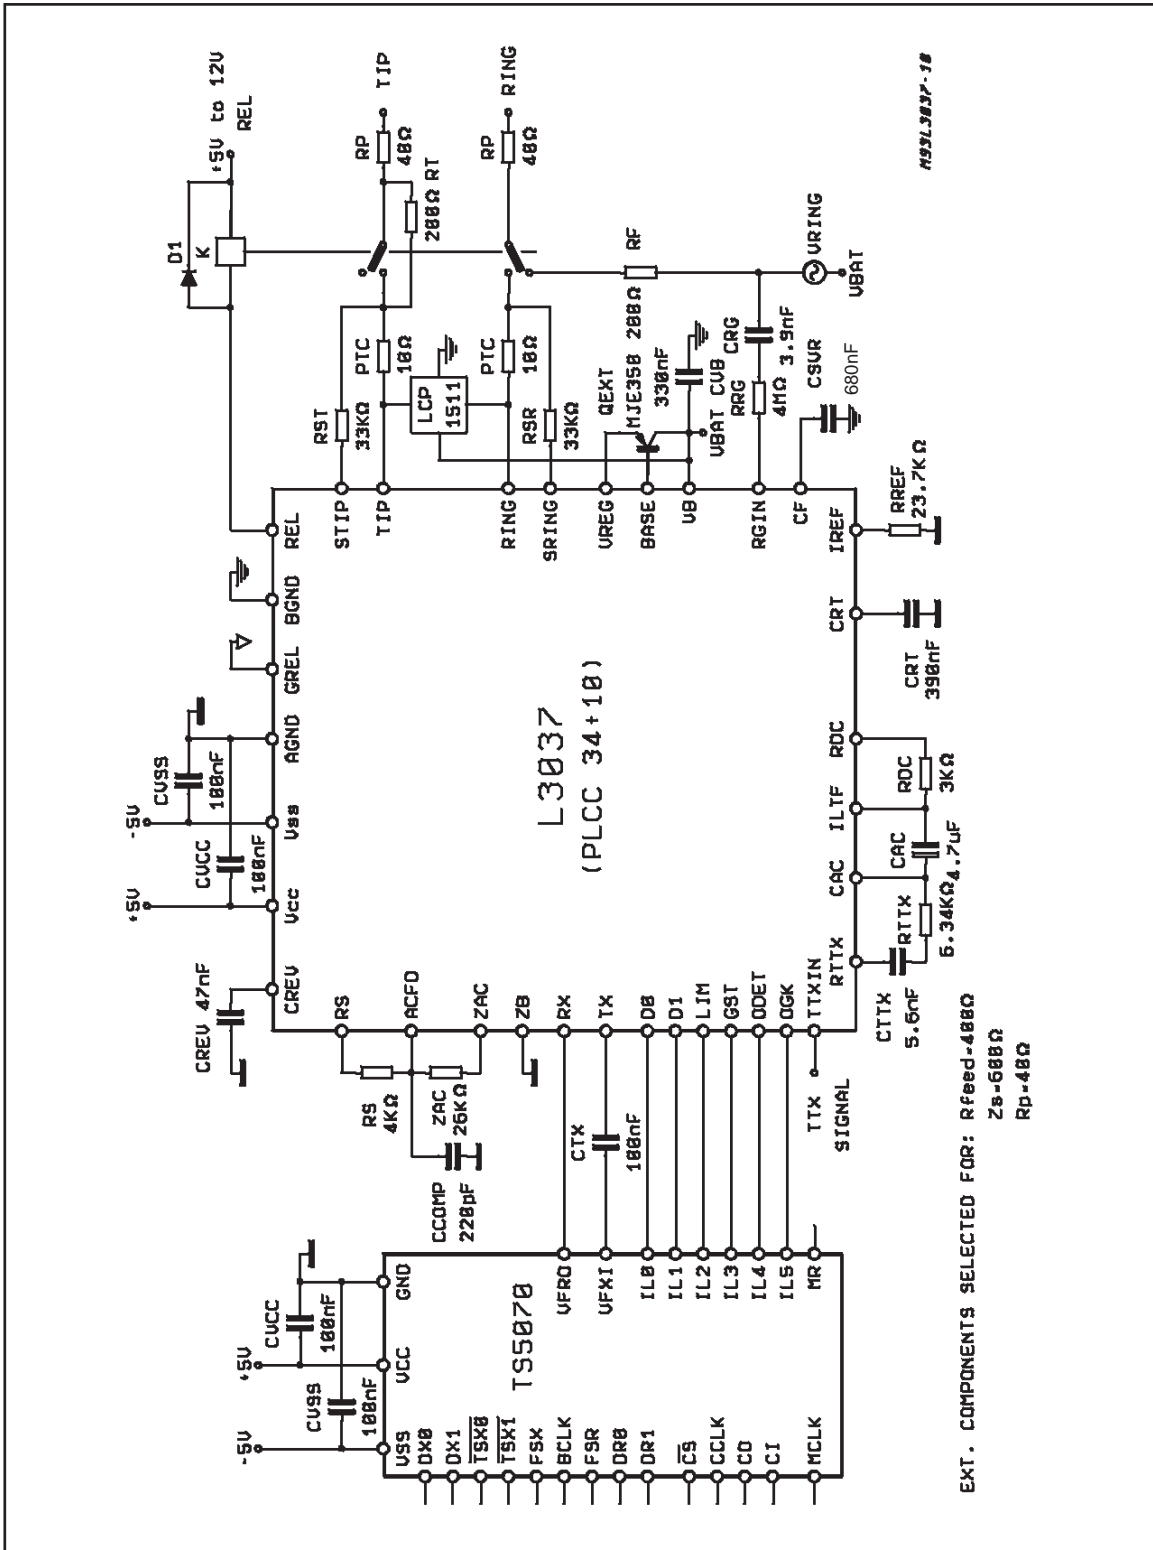 +5V to 12V
REL
D1
K
TIP
RING
RP
40Ω
RP
40Ω
200Ω RT
M93L3037-18
RST
33KΩ
PTC
10Ω
LCP
1511
PTC
10Ω
RSR
33KΩ
QEXT
MJE350
RF
200Ω
330nF
CVB
VBAT
RRG
4MΩ
CRG
3.9nF
VRING
VBAT
CSVR
680nF
RREF
23.7KΩ
REL
BGND
GREL
AGND
Vss
Vcc
CREV
STIP
TIP
RING
SRING
VREG
BASE
VB
RGIN
CF
IREF
CRT
RDC
ILTF
CAC
RTTX
L3037
(PLCC 34+10)
-5V
CVSS
100nF
+5V
CVCC
100nF
CREV 47nF
CRT
390nF
RDC
3KΩ
CAC
4.7uF
RTTX
6.34KΩ
CTTX
5.6nF
RS
ACFD
ZAC
ZB
RX
TX
D0
D1
LIM
GST
ODET
OGK
TTXIN
RS
4KΩ
ZAC
26KΩ
CCOMP
220pF
CTX
100nF
TTX
SIGNAL
TS5070
VFRO
VFXI
IL0
IL1
IL2
IL3
IL4
IL5
MR
GND
VCC
VSS
CVCC
100nF
+5V
CVSS
100nF
-5V
DX0
DX1
TSX0
TSX1
FSX
BCLK
FSR
DR0
DR1
CS
CCLK
CO
CI
MCLK
EXT. COMPONENTS SELECTED FOR: Rfeed=400Ω
Zs=600Ω
Rp=40Ω